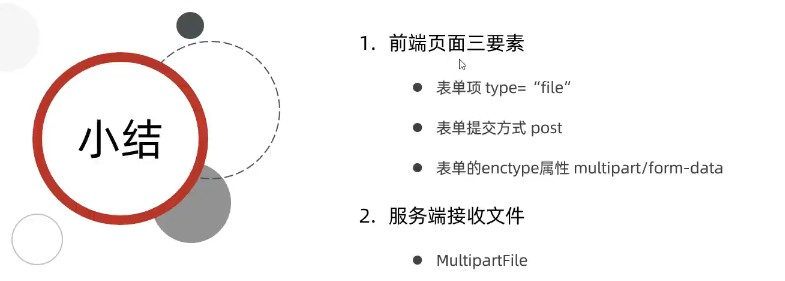 小结
1. 前端页面三要素
● 表单项 type=“file”
● 表单提交方式 post
● 表单的enctype属性 multipart/form-data
2. 服务端接收文件
● MultipartFile